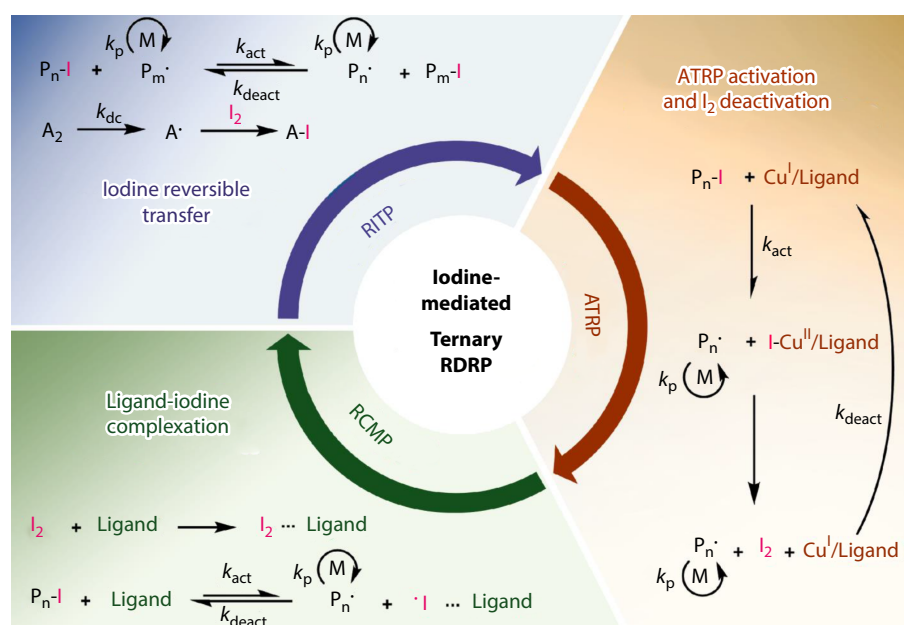 kp M
kp M
Pn-I + Pm· kact Pn· + Pm-I
kdeact
A2 kdc A· I2 A-I
Iodine reversible
transfer
RITP
ATRP activation
and I2 deactivation
Pn-I + CuI/Ligand
kact
Pn· + I-CuII/Ligand
kp M
kdeact
Pn· + I2 + CuI/Ligand
kp M
ATRP
Iodine-
mediated
Ternary
RDRP
Ligand-iodine
complexation
RCMP
I2 + Ligand I2 ··· Ligand
kp M
Pn-I + Ligand kact Pn· + ·I ··· Ligand
kdeact